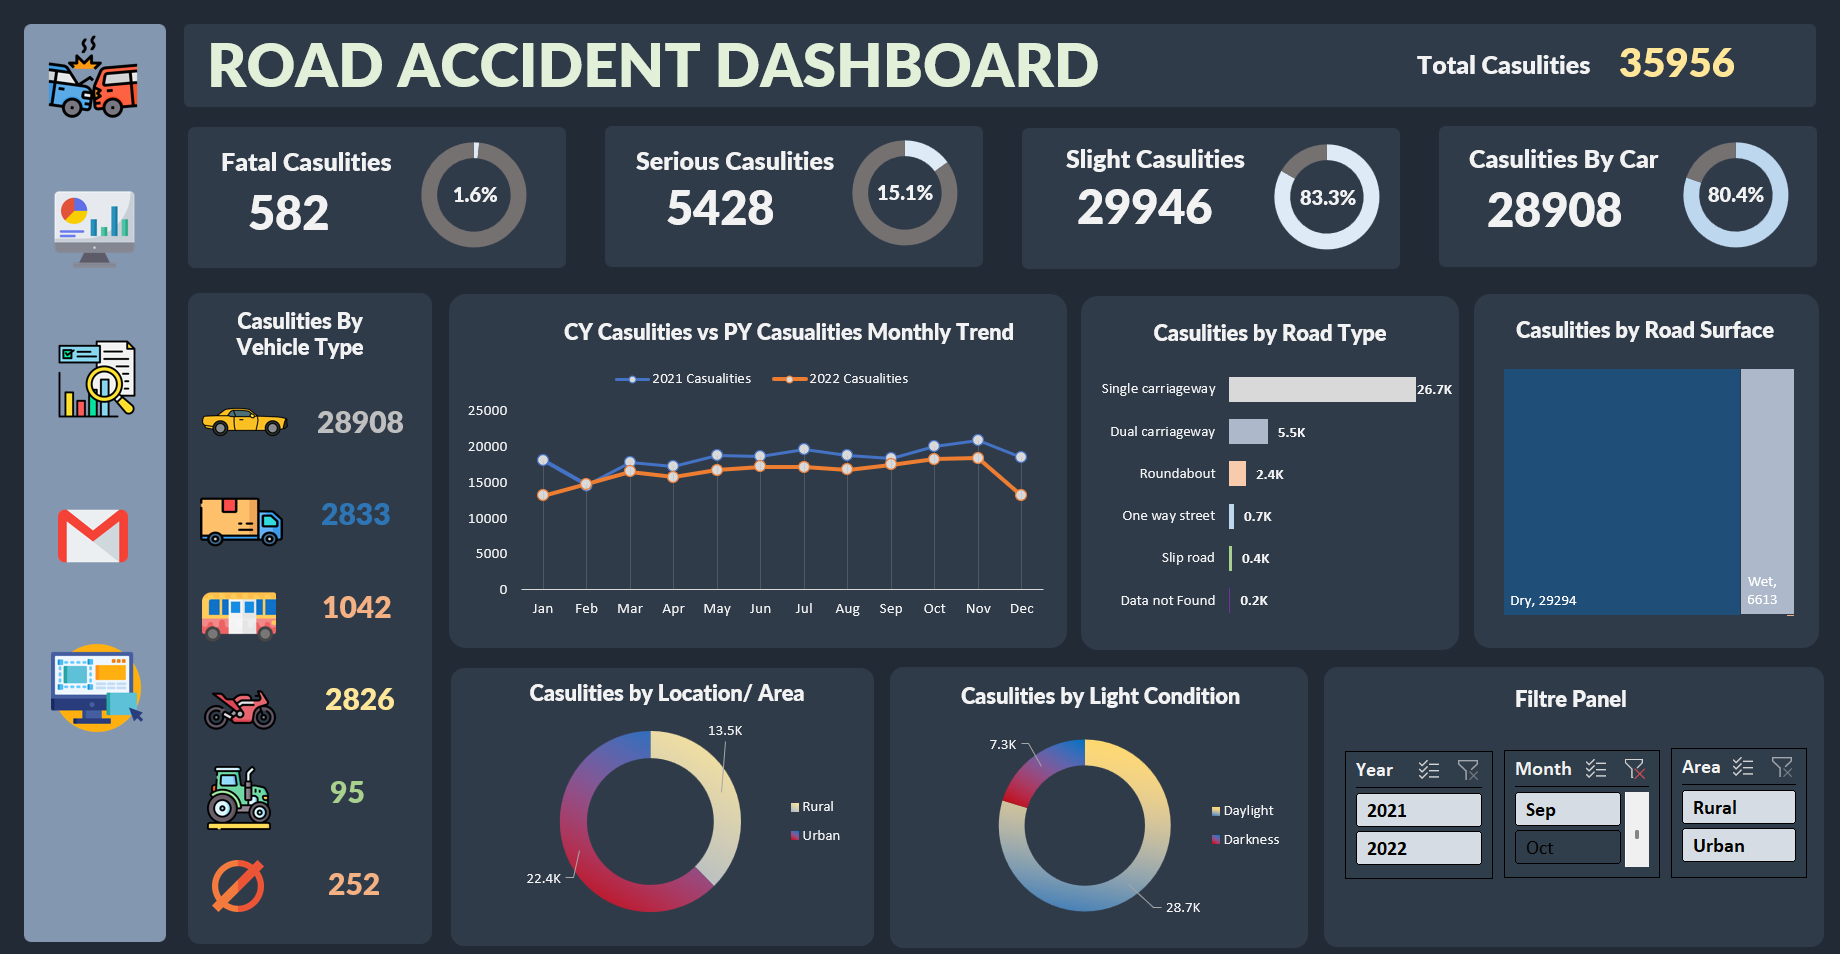 ROAD ACCIDENT DASHBOARD
Total Casulities 35956
Fatal Casulities
582
1.6%
Serious Casulities
5428
15.1%
Slight Casulities
29946
83.3%
Casulities By Car
28908
80.4%
Casulities By
Vehicle Type
28908
2833
1042
2826
95
252
CY Casulities vs PY Casualities Monthly Trend
2021 Casualities 2022 Casualities
25000
20000
15000
10000
5000
0
Jan Feb Mar Apr May Jun Jul Aug Sep Oct Nov Dec
Casulities by Road Type
Single carriageway 26.7K
Dual carriageway 5.5K
Roundabout 2.4K
One way street 0.7K
Slip road 0.4K
Data not Found 0.2K
Casulities by Road Surface
Dry, 29294
Wet,
6613
Casulities by Location/ Area
13.5K
22.4K
Rural
Urban
Casulities by Light Condition
7.3K
28.7K
Daylight
Darkness
Filtre Panel
Year
2021
2022
Month
Sep
Oct
Area
Rural
Urban